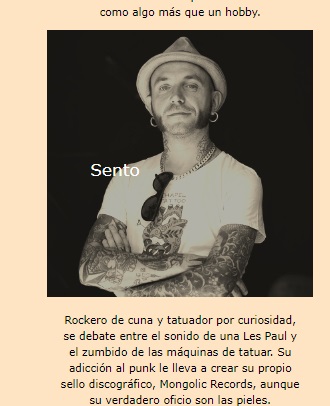 como algo más que un hobby.
Sento
Rockero de cuna y tatuador por curiosidad,
se debate entre el sonido de una Les Paul y
el zumbido de las máquinas de tatuar. Su
adicción al punk le lleva a crear su propio
sello discográfico, Mongolic Records, aunque
su verdadero oficio son las pieles.